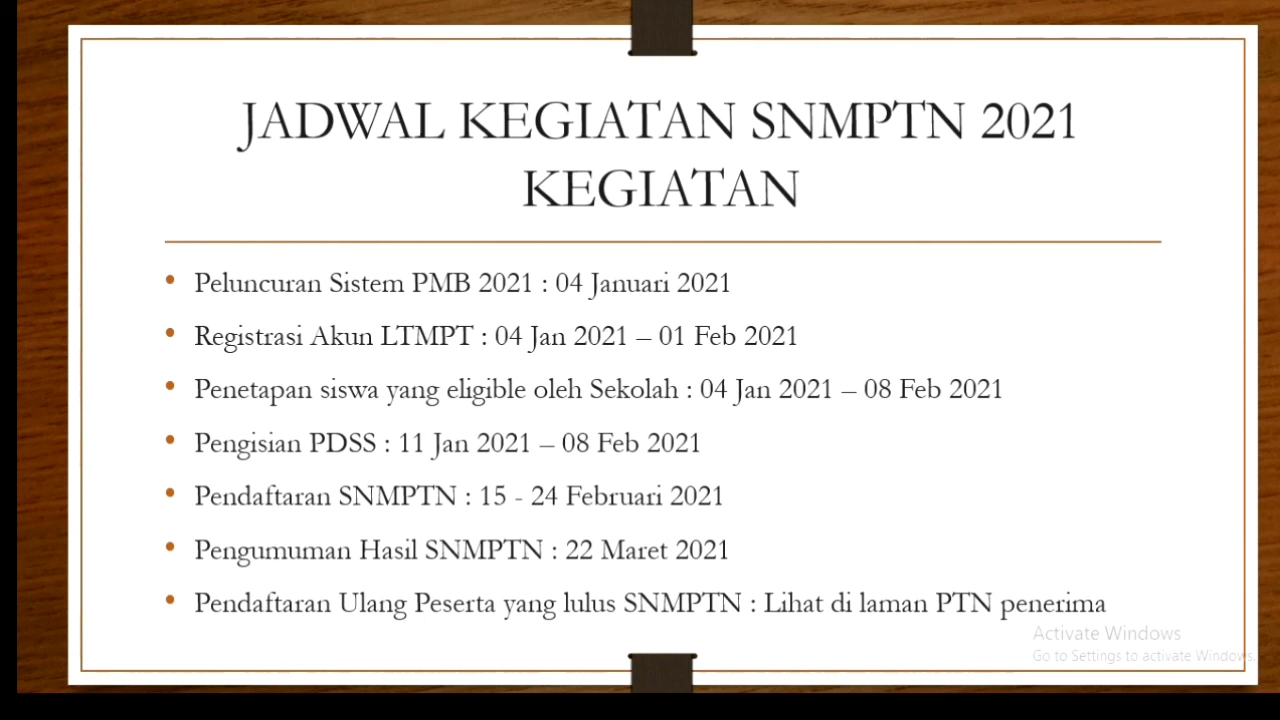 JADWAL KEGIATAN SNMPTN 2021
KEGIATAN
• Peluncuran Sistem PMB 2021 : 04 Januari 2021
• Registrasi Akun LTMPT : 04 Jan 2021 – 01 Feb 2021
• Penetapan siswa yang eligible oleh Sekolah : 04 Jan 2021 – 08 Feb 2021
• Pengisian PDSS : 11 Jan 2021 – 08 Feb 2021
• Pendaftaran SNMPTN : 15 - 24 Februari 2021
• Pengumuman Hasil SNMPTN : 22 Maret 2021
• Pendaftaran Ulang Peserta yang lulus SNMPTN : Lihat di laman PTN penerima
Activate Windows
Go to Settings to activate Windows.